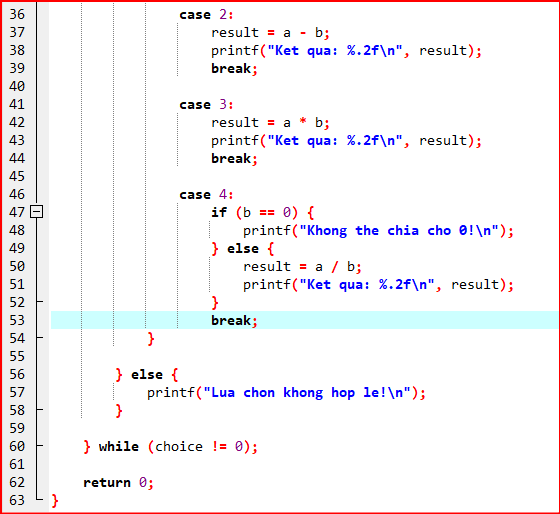 36                 case 2:
37                     result = a - b;
38                     printf("Ket qua: %.2f\n", result);
39                     break;
40
41                 case 3:
42                     result = a * b;
43                     printf("Ket qua: %.2f\n", result);
44                     break;
45
46                 case 4:
47                     if (b == 0) {
48                         printf("Khong the chia cho 0!\n");
49                     } else {
50                         result = a / b;
51                         printf("Ket qua: %.2f\n", result);
52                     }
53                     break;
54             }
55
56         } else {
57             printf("Lua chon khong hop le!\n");
58         }
59
60     } while (choice != 0);
61
62     return 0;
63 }